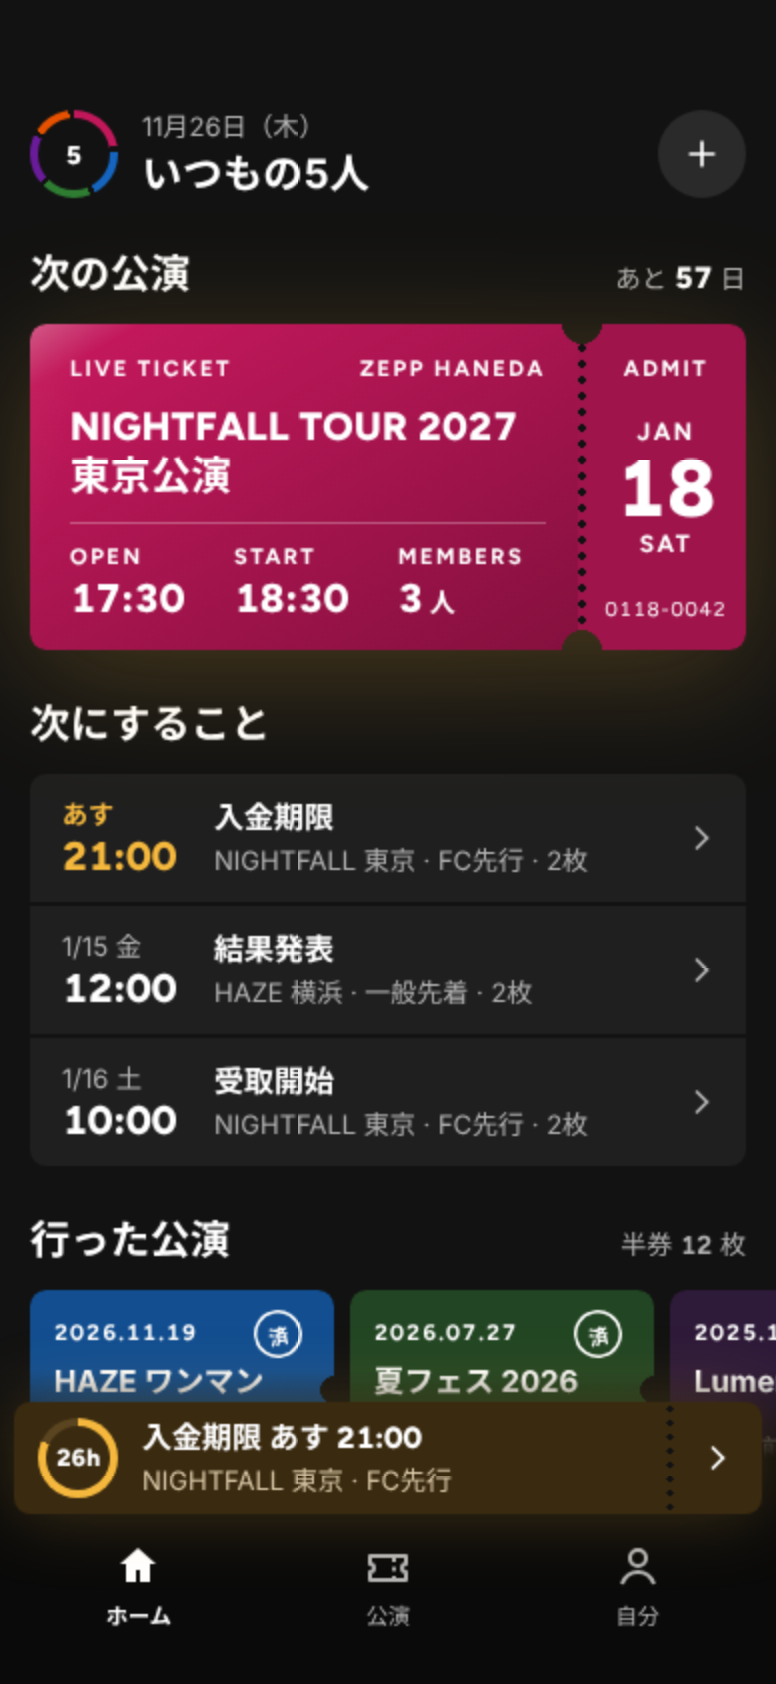 5
11月26日（木）
いつもの5人
次の公演
あと 57 日
LIVE TICKET
ZEPP HANEDA
NIGHTFALL TOUR 2027
東京公演
OPEN
START
MEMBERS
17:30
18:30
3人
ADMIT
JAN
18
SAT
0118-0042
次にすること
あす
21:00
入金期限
NIGHTFALL 東京 · FC先行 · 2枚
1/15 金
12:00
結果発表
HAZE 横浜 · 一般先着 · 2枚
1/16 土
10:00
受取開始
NIGHTFALL 東京 · FC先行 · 2枚
行った公演
半券 12 枚
2026.11.19
済
HAZE ワンマン
2026.07.27
済
夏フェス 2026
2025.1
Lume
26h
入金期限 あす 21:00
NIGHTFALL 東京 · FC先行
ホーム
公演
自分